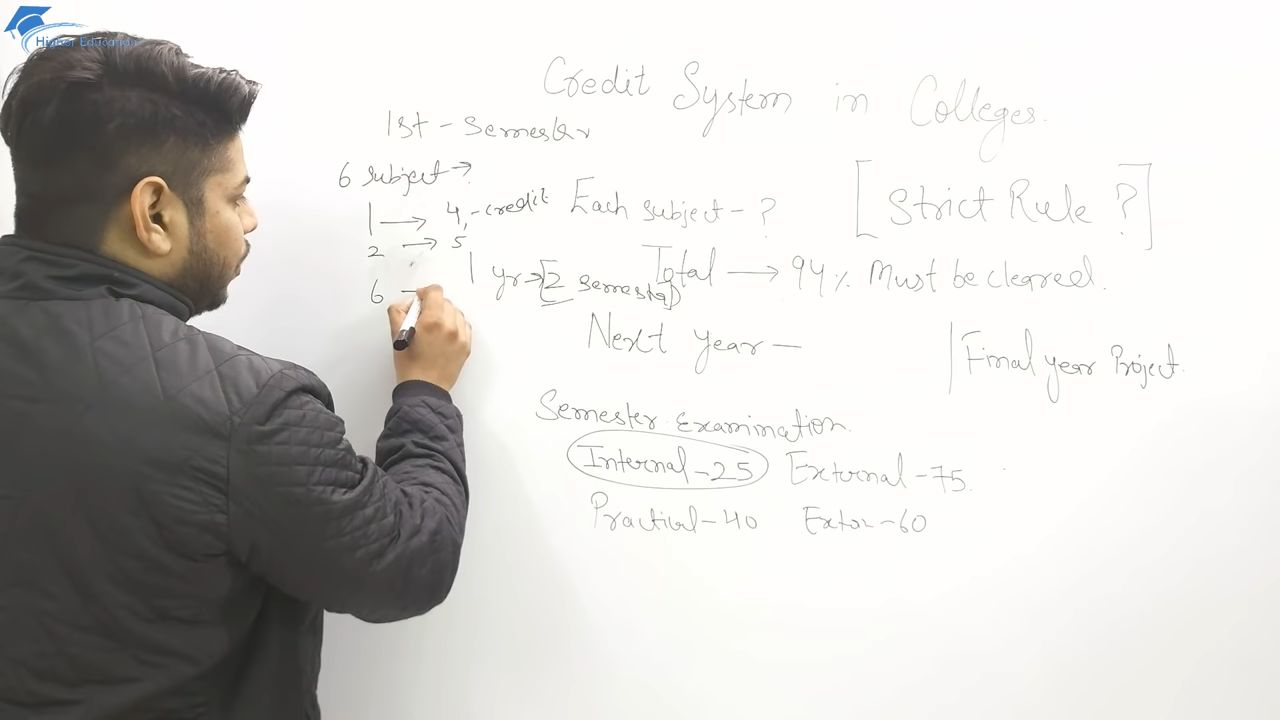 Higher Education
Credit System in Colleges.
1st - Semester
6 subject → ?
1 → 4, - credit
2 → 5
6 -
Each subject - ?
[Strict Rule ?]
1 yr → [2 semester]
Total → 94% Must be cleared.
Next year -
Final year Project.
Semester Examination.
Internal - 25 External - 75.
Practical - 40 - 60